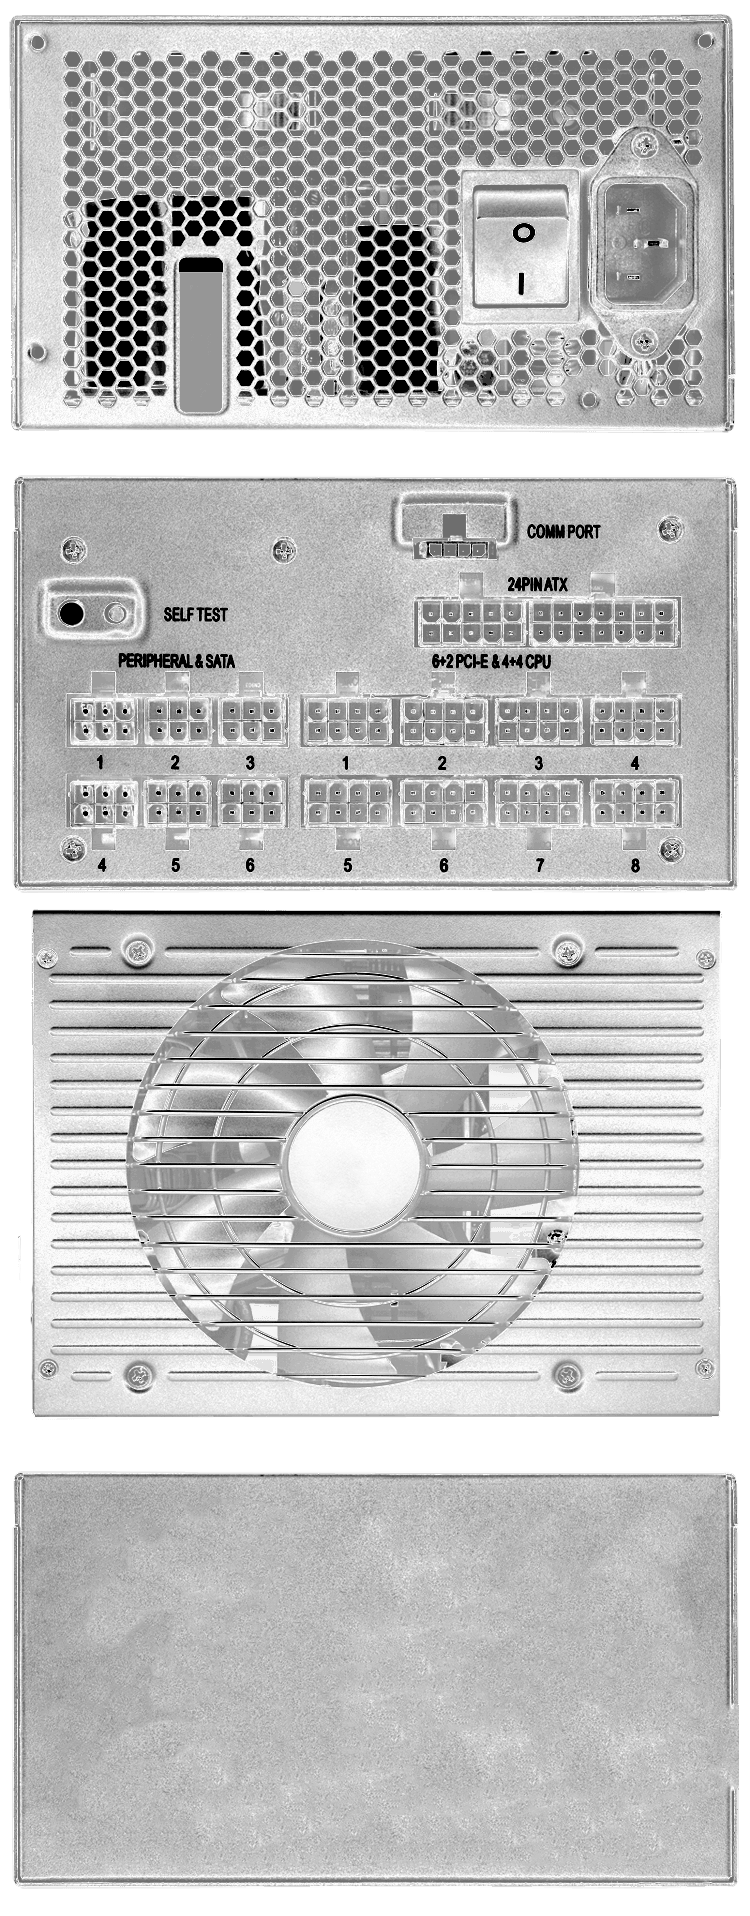 O
I
COMM PORT
24PIN ATX
SELF TEST
PERIPHERAL & SATA
6+2 PCI-E & 4+4 CPU
1 2 3 1 2 3 4
4 5 6 5 6 7 8